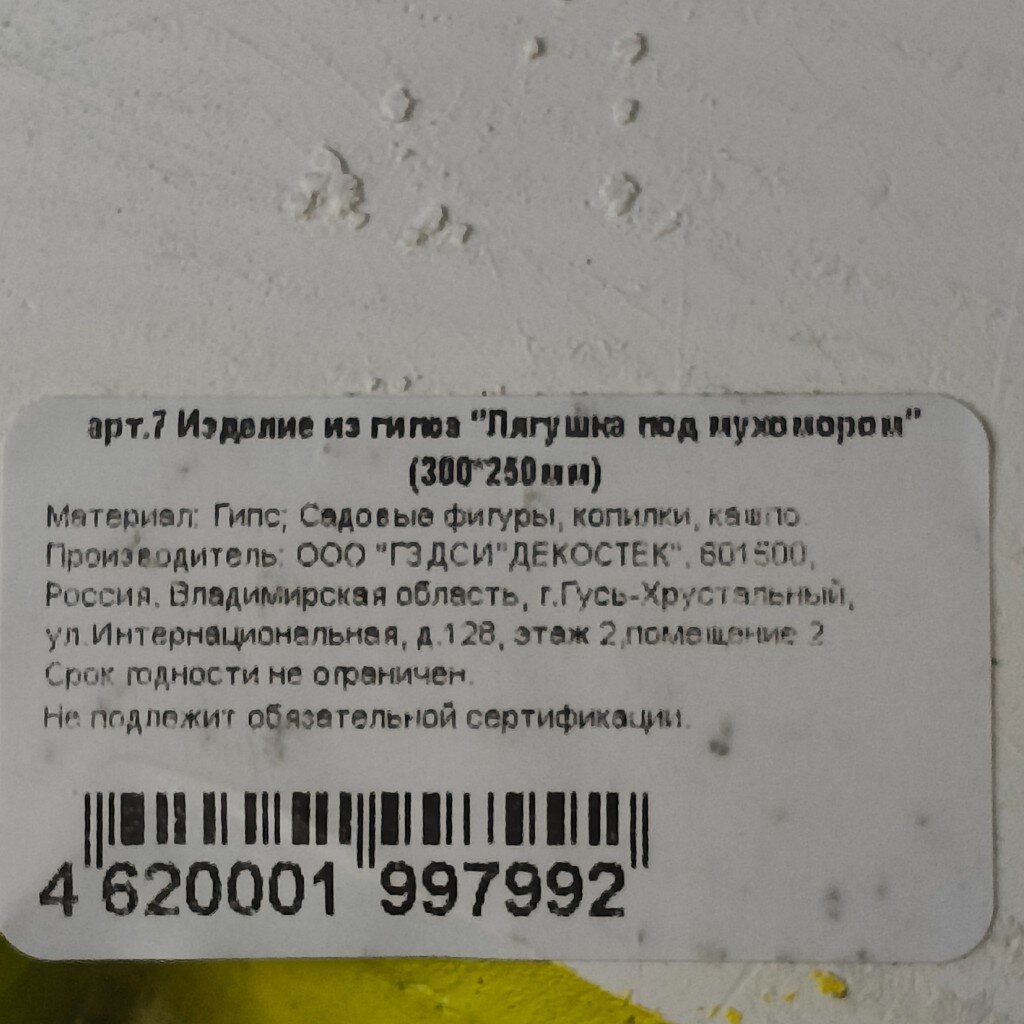 арт.7 Изделие из гипса "Лягушка под мухомором"
(300*250мм)
Материал: Гипс; Садовые фигуры, копилки, кашпо.
Производитель: ООО "ГЗДСИ"ДЕКОСТЕК", 601500,
Россия, Владимирская область, г.Гусь-Хрустальный,
ул.Интернациональная, д.128, этаж 2,помещение 2
Срок годности не ограничен.
Не подлежит обязательной сертификации.
4 620001 997992